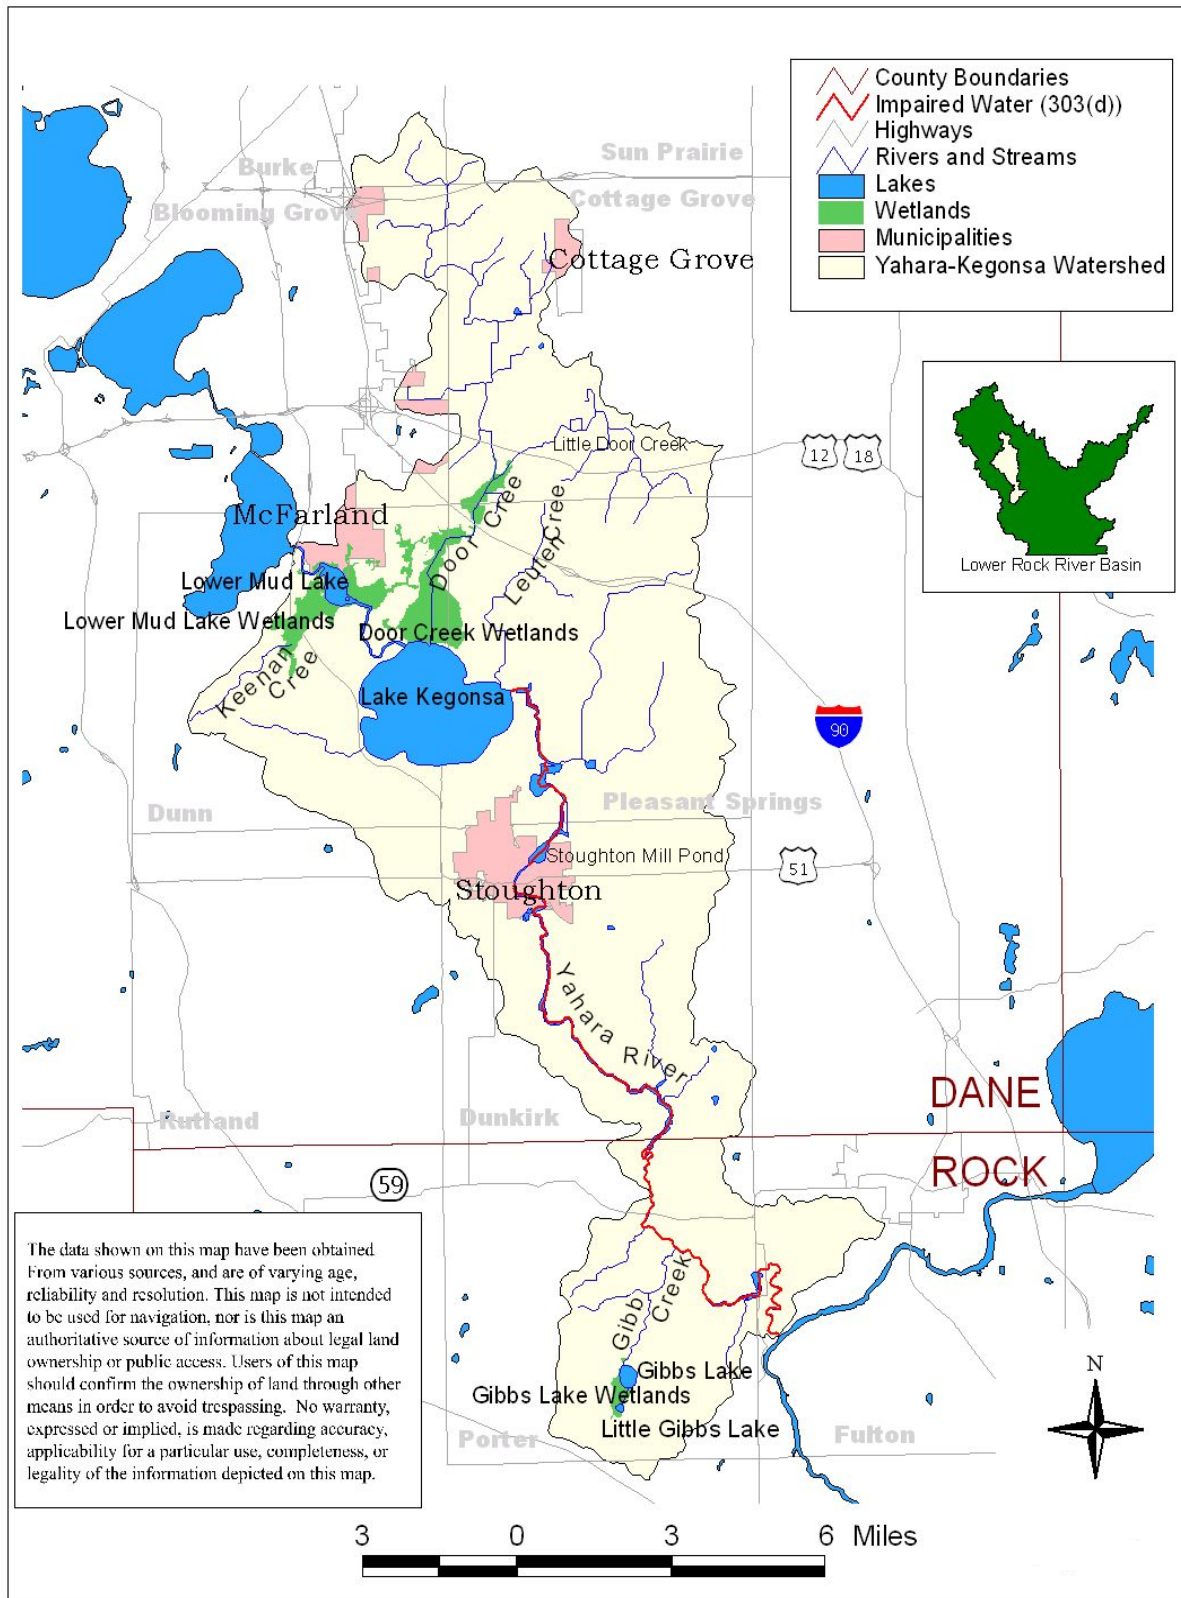 County Boundaries
Impaired Water (303(d))
Highways
Rivers and Streams
Lakes
Wetlands
Municipalities
Yahara-Kegonsa Watershed
Sun Prairie
Burke
Cottage Grove
Blooming Grove
Cottage Grove
Little Door Creek
12
18
Lower Rock River Basin
McFarland
Door Cree
Leuten Cree
Lower Mud Lake
Lower Mud Lake Wetlands
Door Creek Wetlands
Keenan
Cree
Lake Kegonsa
90
Dunn
Pleasant Springs
Stoughton Mill Pond
51
Stoughton
Yahara River
DANE
Rutland
Dunkirk
ROCK
59
The data shown on this map have been obtained
From various sources, and are of varying age,
reliability and resolution. This map is not intended
to be used for navigation, nor is this map an
authoritative source of information about legal land
ownership or public access. Users of this map
should confirm the ownership of land through other
means in order to avoid trespassing. No warranty,
expressed or implied, is made regarding accuracy,
applicability for a particular use, completeness, or
legality of the information depicted on this map.
Gibb
Creek
Gibbs Lake
Gibbs Lake Wetlands
Little Gibbs Lake
Porter
Fulton
N
3 0 3 6 Miles